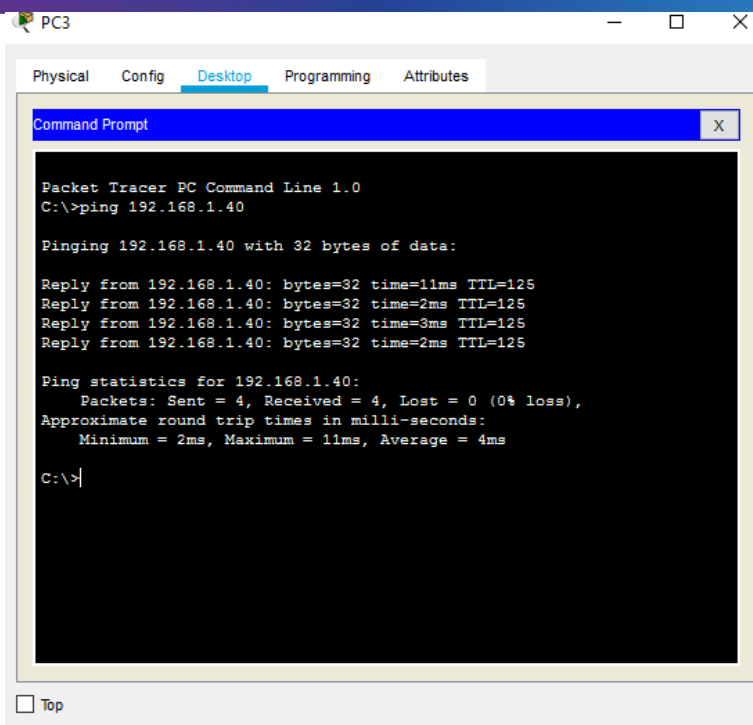 PC3
Physical Config Desktop Programming Attributes
Command Prompt
X
Packet Tracer PC Command Line 1.0
C:\>ping 192.168.1.40
Pinging 192.168.1.40 with 32 bytes of data:
Reply from 192.168.1.40: bytes=32 time=11ms TTL=125
Reply from 192.168.1.40: bytes=32 time=2ms TTL=125
Reply from 192.168.1.40: bytes=32 time=3ms TTL=125
Reply from 192.168.1.40: bytes=32 time=2ms TTL=125
Ping statistics for 192.168.1.40:
Packets: Sent = 4, Received = 4, Lost = 0 (0% loss),
Approximate round trip times in milli-seconds:
Minimum = 2ms, Maximum = 11ms, Average = 4ms
C:\>
Top